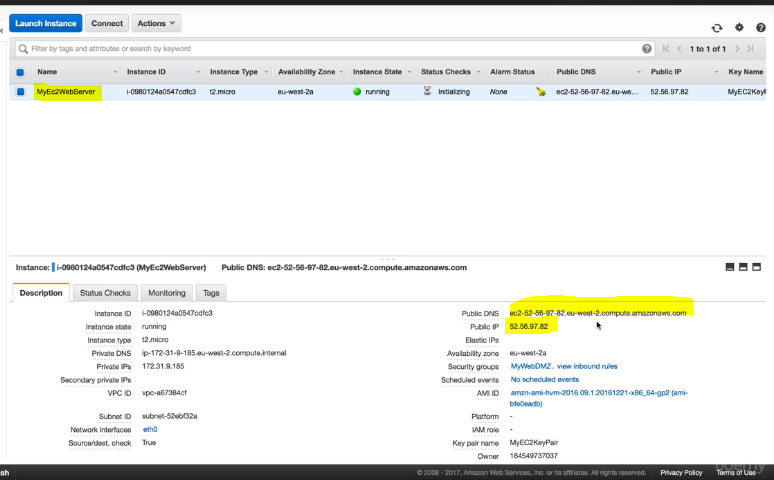 Launch Instance Connect Actions
Filter by tags and attributes or search by keyword 1 to 1 of 1
Name Instance ID Instance Type Availability Zone Instance State Status Checks Alarm Status Public DNS Public IP Key Name
MyEc2WebServer i-0980124a0547cdfc3 t2.micro eu-west-2a running Initializing None ec2-52-56-97-82.eu-we... 52.56.97.82 MyEC2KeyF
Instance: i-0980124a0547cdfc3 (MyEc2WebServer) Public DNS: ec2-52-56-97-82.eu-west-2.compute.amazonaws.com
Description Status Checks Monitoring Tags
Instance ID i-0980124a0547cdfc3 Public DNS ec2-52-56-97-82.eu-west-2.compute.amazonaws.com
Instance state running Public IP 52.56.97.82
Instance type t2.micro Elastic IPs
Private DNS ip-172-31-9-185.eu-west-2.compute.internal Availability zone eu-west-2a
Private IPs 172.31.9.185 Security groups MyWebDMZ . view inbound rules
Secondary private IPs Scheduled events No scheduled events
VPC ID vpc-a67384cf AMI ID amzn-ami-hvm-2016.09.1.20161221-x86_64-gp2 (ami-
bfe0eadb)
Subnet ID subnet-52ebf32a Platform -
Network interfaces eth0 IAM role -
Source/dest. check True Key pair name MyEC2KeyPair
Owner 184549737037
sh © 2008 - 2017, Amazon Web Services, Inc. or its affiliates. All rights reserved. Privacy Policy Terms of Use
udemy